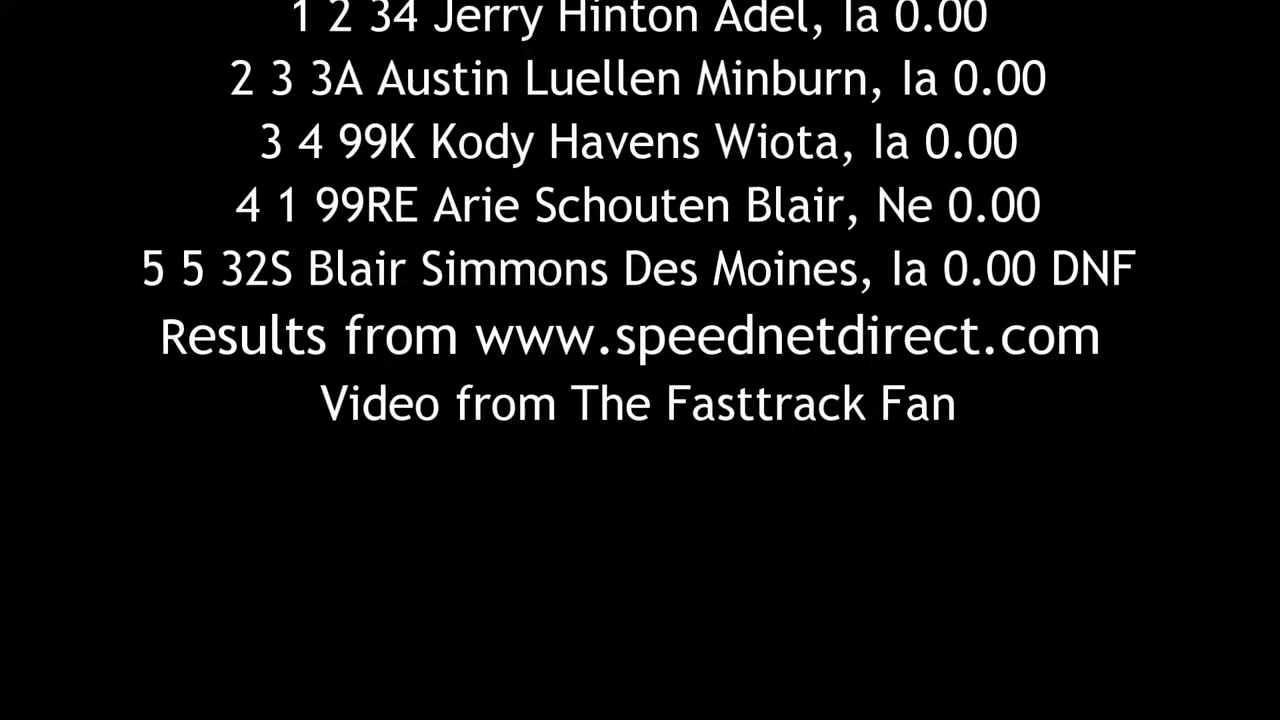 1 2 34 Jerry Hinton Adel, Ia 0.00
2 3 3A Austin Luellen Minburn, Ia 0.00
3 4 99K Kody Havens Wiota, Ia 0.00
4 1 99RE Arie Schouten Blair, Ne 0.00
5 5 32S Blair Simmons Des Moines, Ia 0.00 DNF
Results from www.speednetdirect.com
Video from The Fasttrack Fan